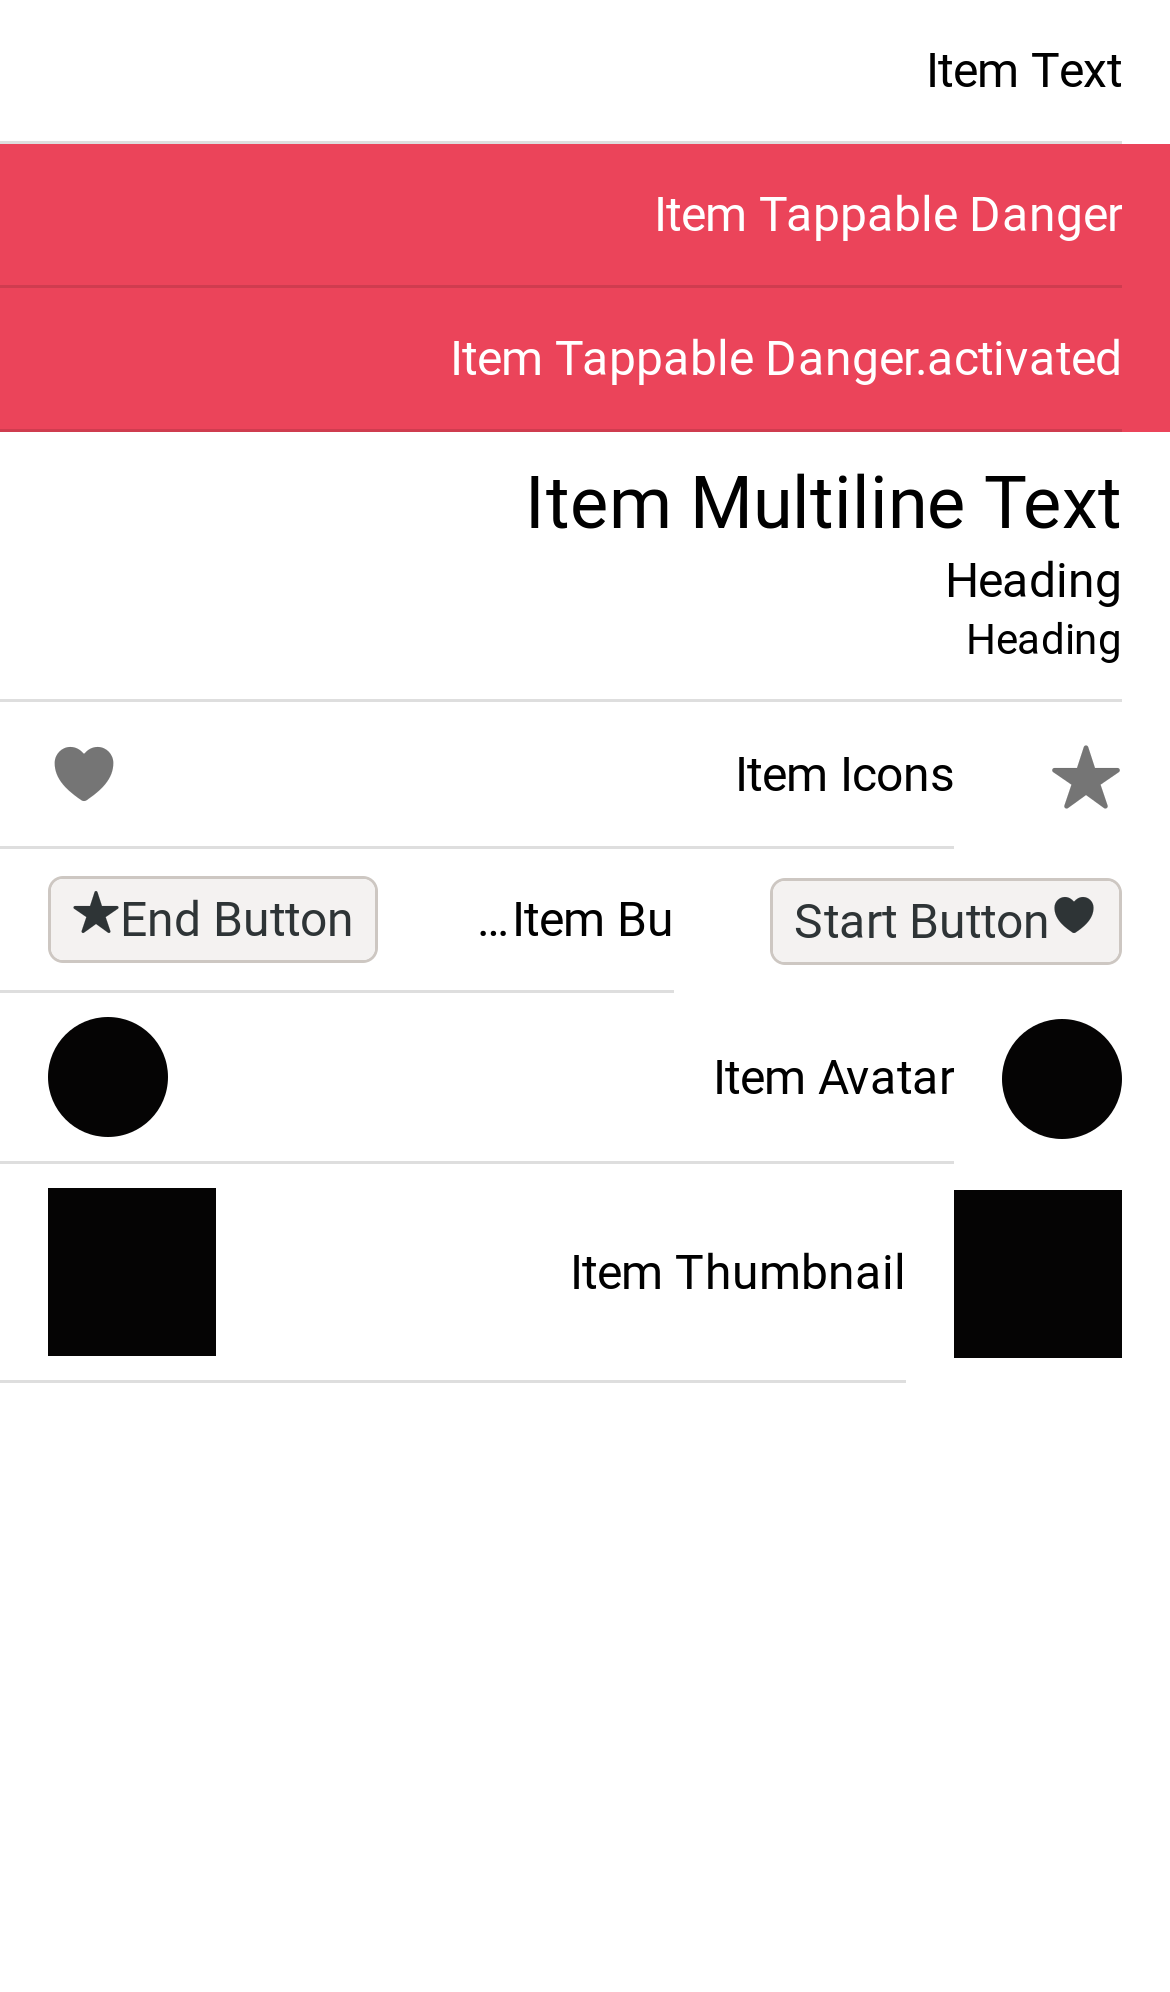 Item Text
Item Tappable Danger
Item Tappable Danger.activated
Item Multiline Text
Heading
Heading
Item Icons
Start Button
Item Bu...
End Button
Item Avatar
Item Thumbnail